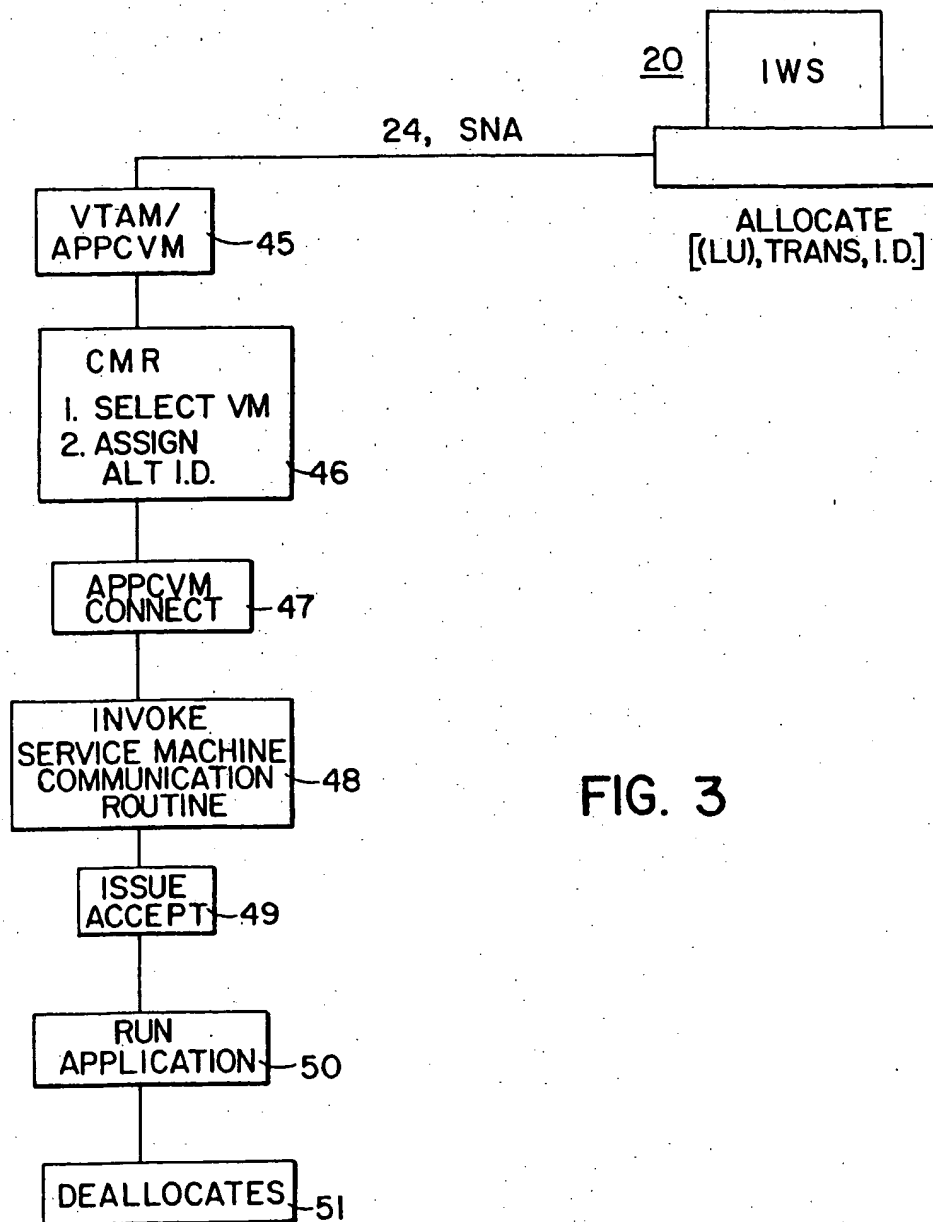 20
IWS
24, SNA
ALLOCATE
[(LU), TRANS, I.D.]
VTAM/
APPCVM
45
CMR
1. SELECT VM
2. ASSIGN
ALT I.D.
46
APPCVM
CONNECT
47
INVOKE
SERVICE MACHINE
COMMUNICATION
ROUTINE
48
FIG. 3
ISSUE
ACCEPT
49
RUN
APPLICATION
50
DEALLOCATES
51